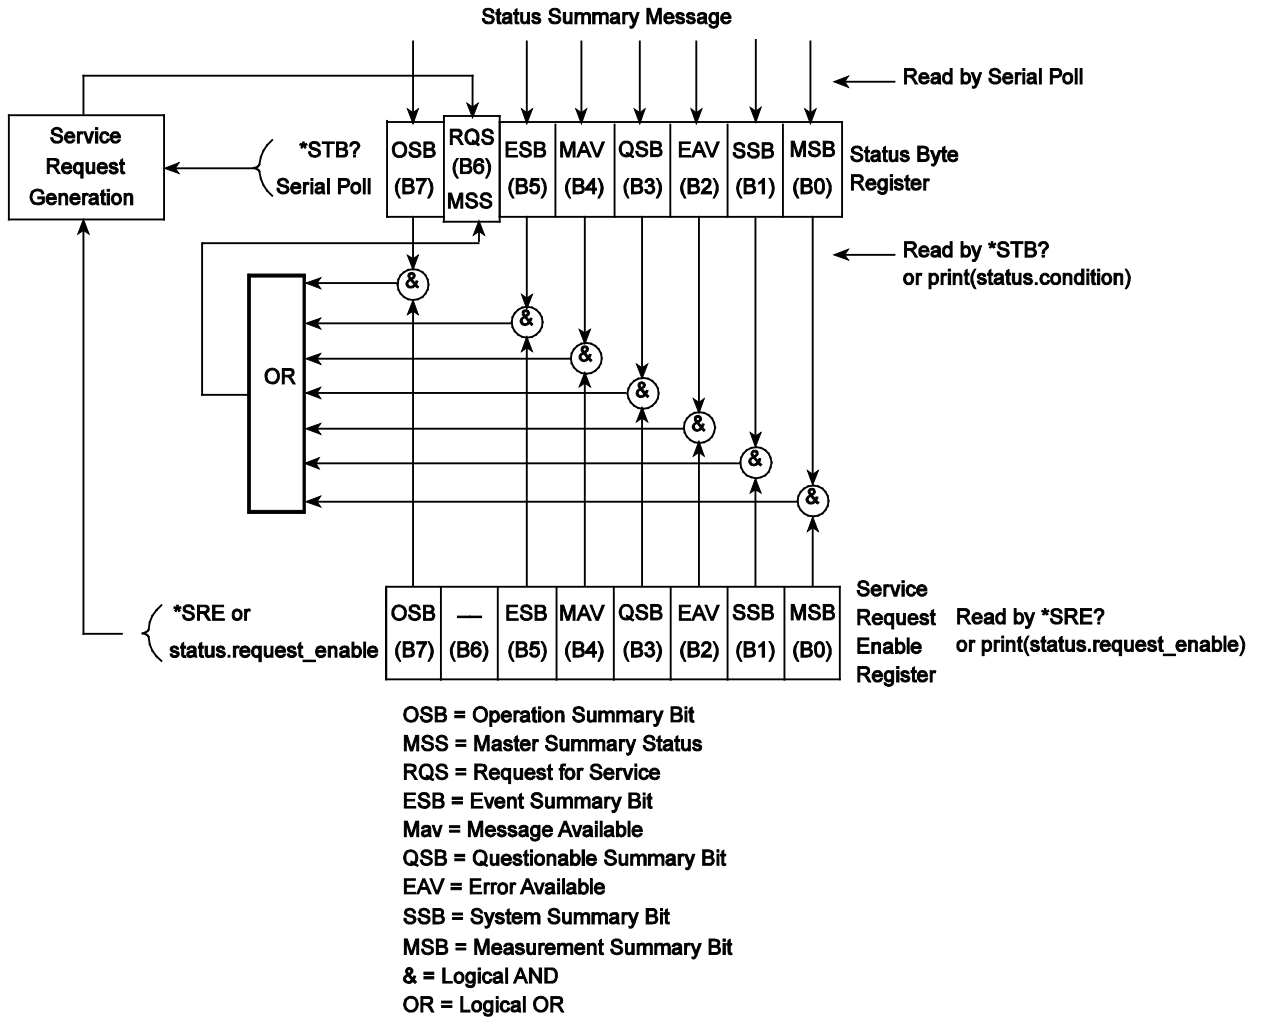 Status Summary Message
Read by Serial Poll
Service
Request
Generation
*STB?
Serial Poll
OSB
(B7)
RQS
(B6)
MSS
ESB
(B5)
MAV
(B4)
QSB
(B3)
EAV
(B2)
SSB
(B1)
MSB
(B0)
Status Byte
Register
Read by *STB?
or print(status.condition)
&
&
&
&
&
&
&
OR
*SRE or
status.request_enable
OSB
(B7)
—
(B6)
ESB
(B5)
MAV
(B4)
QSB
(B3)
EAV
(B2)
SSB
(B1)
MSB
(B0)
Service
Request
Enable
Register
Read by *SRE?
or print(status.request_enable)
OSB = Operation Summary Bit
MSS = Master Summary Status
RQS = Request for Service
ESB = Event Summary Bit
Mav = Message Available
QSB = Questionable Summary Bit
EAV = Error Available
SSB = System Summary Bit
MSB = Measurement Summary Bit
& = Logical AND
OR = Logical OR